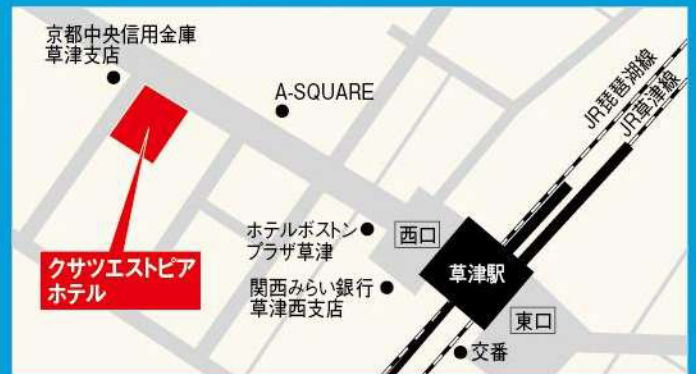 京都中央信用金庫
草津支店
A-SQUARE
JR琵琶湖線
JR草津線
ホテルボストン
プラザ草津
西口
草津駅
クサツエストピア
ホテル
関西みらい銀行
草津西支店
東口
交番